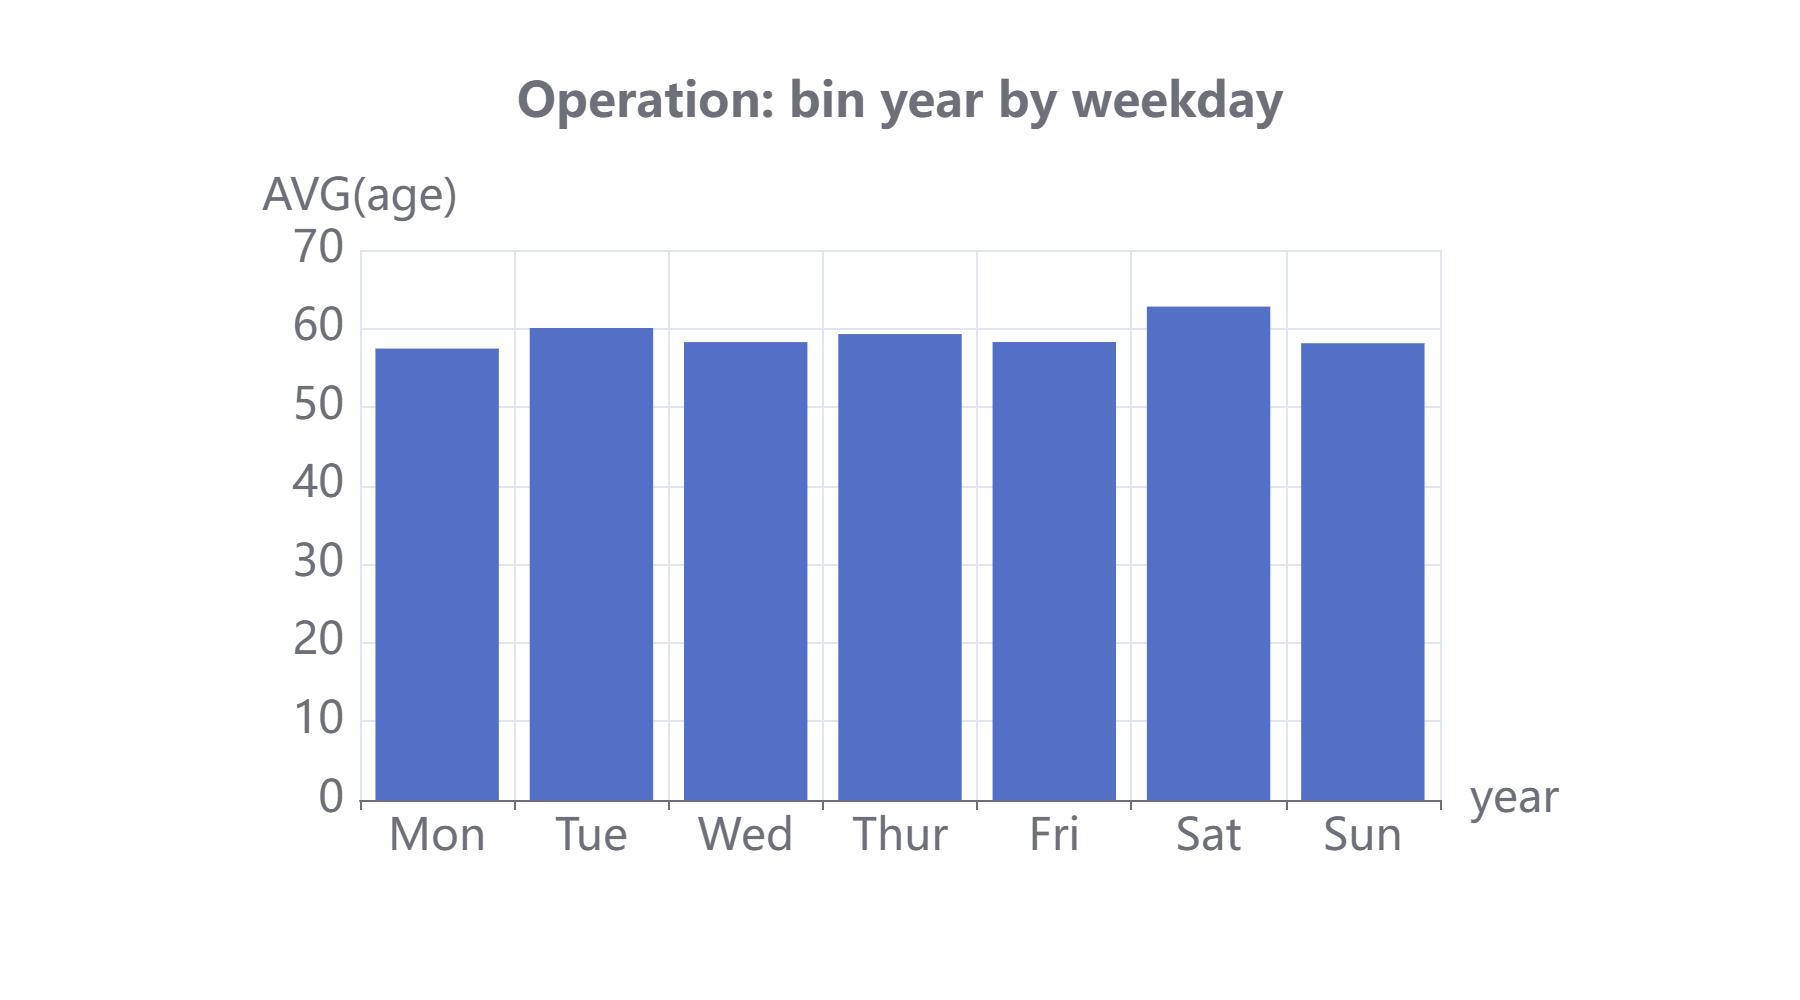 Operation: bin year by weekday
AVG(age)
70
60
50
40
30
20
10
0
year
Mon Tue Wed Thur Fri Sat Sun